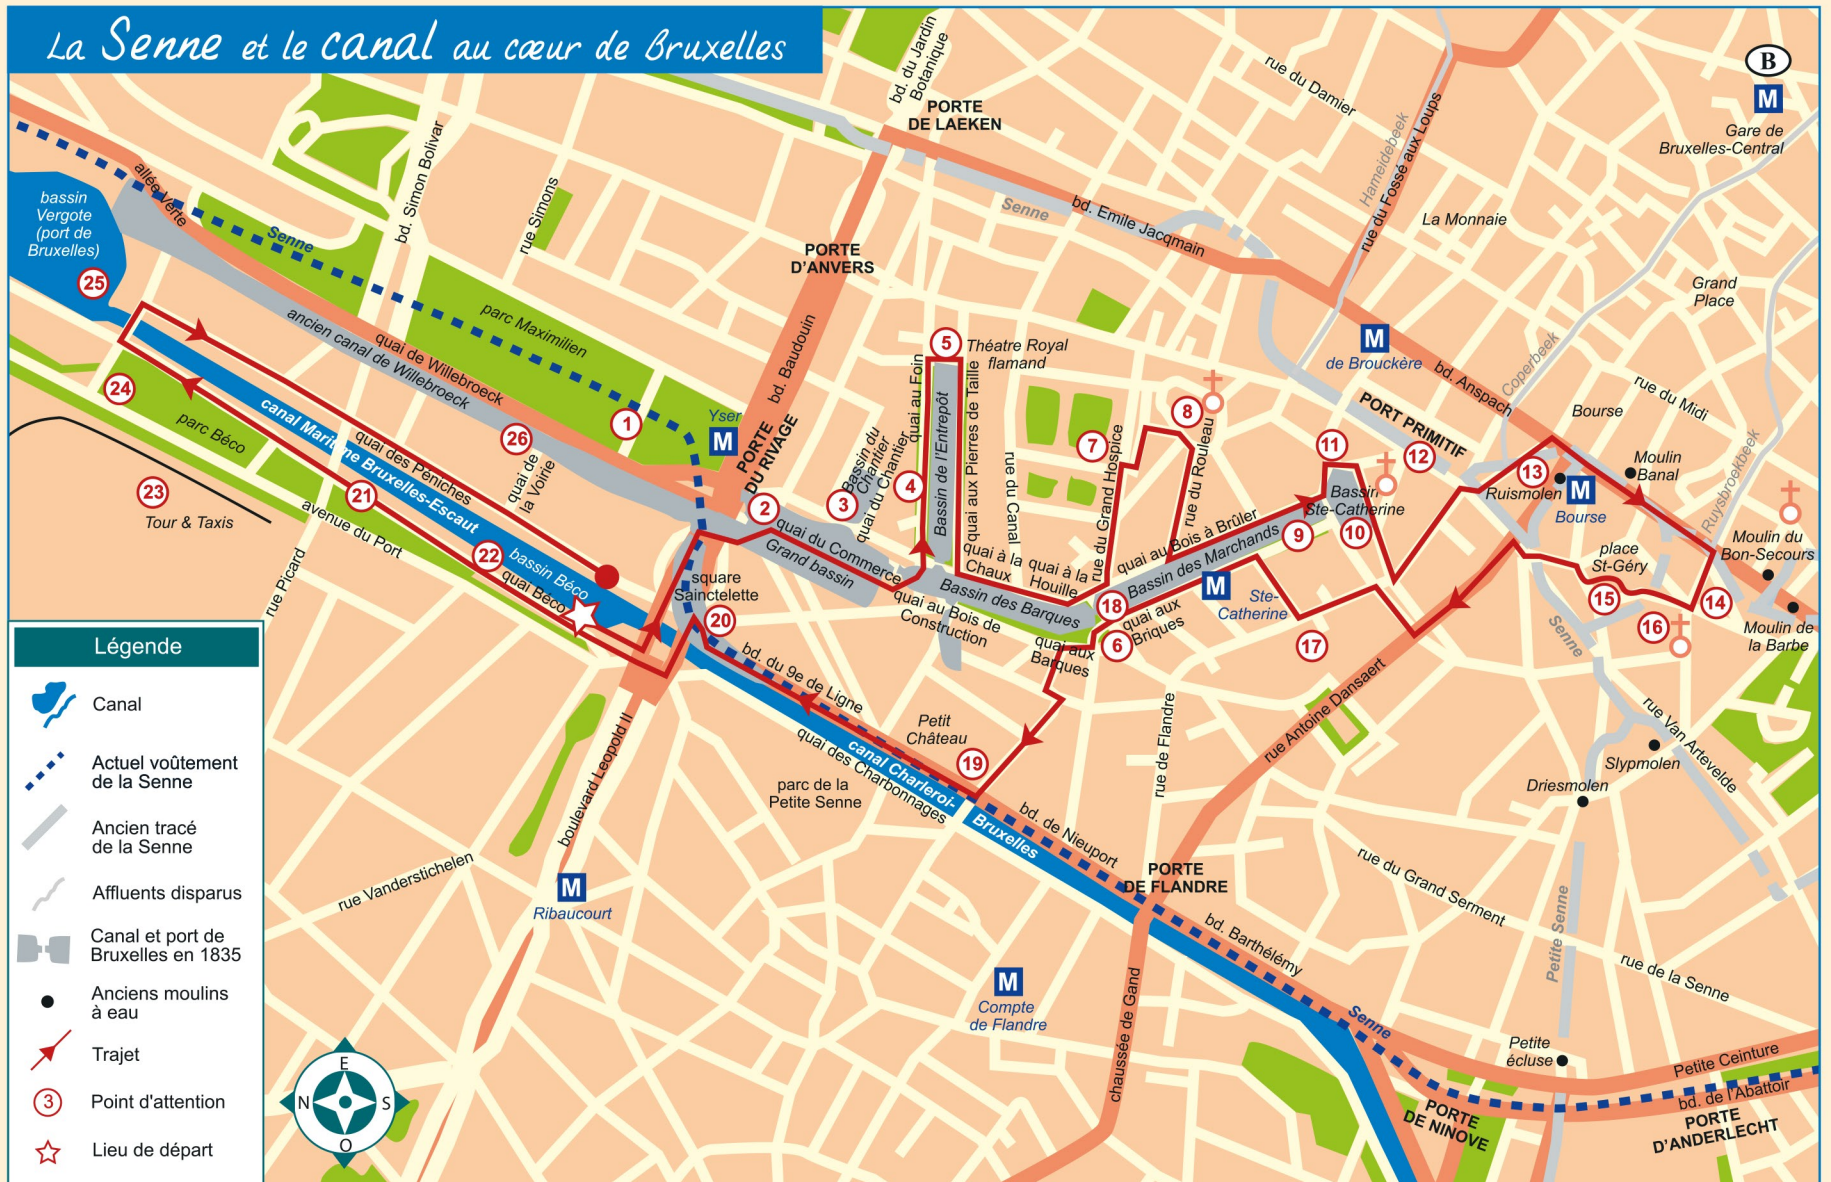 La Senne et le canal au cœur de Bruxelles
bd. du Jardin
Botanique
PORTE
DE LAEKEN
rue du Damier
B
M
Gare de
Bruxelles-Central
Hameidebeek
rue du Fossé aux Loups
La Monnaie
Senne
bd. Emile Jacqmain
bassin
Vergote
(port de
Bruxelles)
25
allée Verte
Senne
bd. Simon Bolivar
rue Simons
PORTE
D'ANVERS
bd. Baudouin
parc Maximilien
ancien canal de Willebroeck
quai de Willebroeck
Grand
Place
M
de Brouckère
bd. Anspach
Coperbeek
rue du Midi
Bourse
5
Théatre Royal
flamand
24
parc Béco
canal Maritime Bruxelles-Escaut
quai des Péniches
26
quai de
la Voirie
1
Yser
M
PORTE
DU RIVAGE
2
3
Bassin du
Chantier
quai du Chantier
4
quai au Foin
Bassin de l'Entrepôt
quai aux Pierres de Taille
rue du Canal
7
rue du Grand Hospice
8
rue du Rouleau
11
PORT PRIMITIF
12
13
Ruismolen
M
Bourse
Moulin
Banal
Ruysbroekbeek
Moulin du
Bon-Secours
23
Tour & Taxis
21
avenue du Port
22
quai Béco
bassin Béco
rue Picard
quai du Commerce
Grand bassin
square
Sainctelette
20
quai à la
Chaux
quai à la
Houille
quai au Bois à Brûler
Bassin des Marchands
9
Bassin
Ste-Catherine
10
Bassin des Barques
quai au Bois de
Construction
quai aux
Barques
18
6
quai aux
Briques
M
Ste-
Catherine
17
place
St-Géry
15
16
14
Moulin de
la Barbe
Senne
bd. du 9e de Ligne
Petit
Château
19
canal Charleroi-
Bruxelles
quai des Charbonnages
parc de la
Petite Senne
boulevard Leopold II
rue de Flandre
rue Antoine Dansaert
rue Van Artevelde
Slypmolen
Driesmolen
bd. de Nieuport
PORTE
DE FLANDRE
rue Vanderstichelen
M
Ribaucourt
M
Compte
de Flandre
chaussée de Gand
bd. Barthélémy
Senne
rue du Grand Serment
Petite Senne
rue de la Senne
Petite
écluse
Petite Ceinture
bd. de l'Abattoir
PORTE
DE NINOVE
PORTE
D'ANDERLECHT
Légende
Canal
Actuel voûtement
de la Senne
Ancien tracé
de la Senne
Affluents disparus
Canal et port de
Bruxelles en 1835
Anciens moulins
à eau
Trajet
3
Point d'attention
Lieu de départ
E
N
S
O